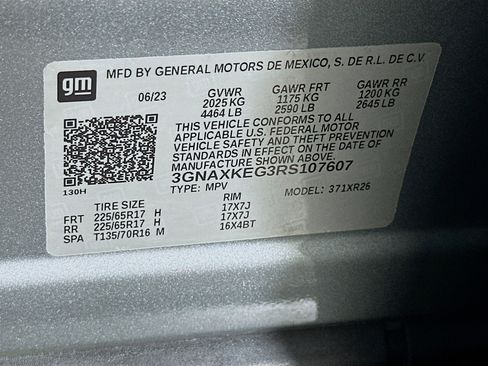 gm
MFD BY GENERAL MOTORS DE MEXICO, S. DE R.L. DE C.V.
06/23 GVWR GAWR FRT GAWR RR
2025 KG 1175 KG 1200 KG
4464 LB 2590 LB 2645 LB
THIS VEHICLE CONFORMS TO ALL
APPLICABLE U.S. FEDERAL MOTOR
VEHICLE SAFETY AND THEFT PREVENTION
STANDARDS IN EFFECT ON THE DATE OF
MANUFACTURE SHOWN ABOVE.
3GNAXKEG3RS107607
130H TYPE: MPV MODEL: 371XR26
TIRE SIZE RIM
FRT 225/65R17 H 17X7J
RR 225/65R17 H 17X7J
SPA T135/70R16 M 16X4BT